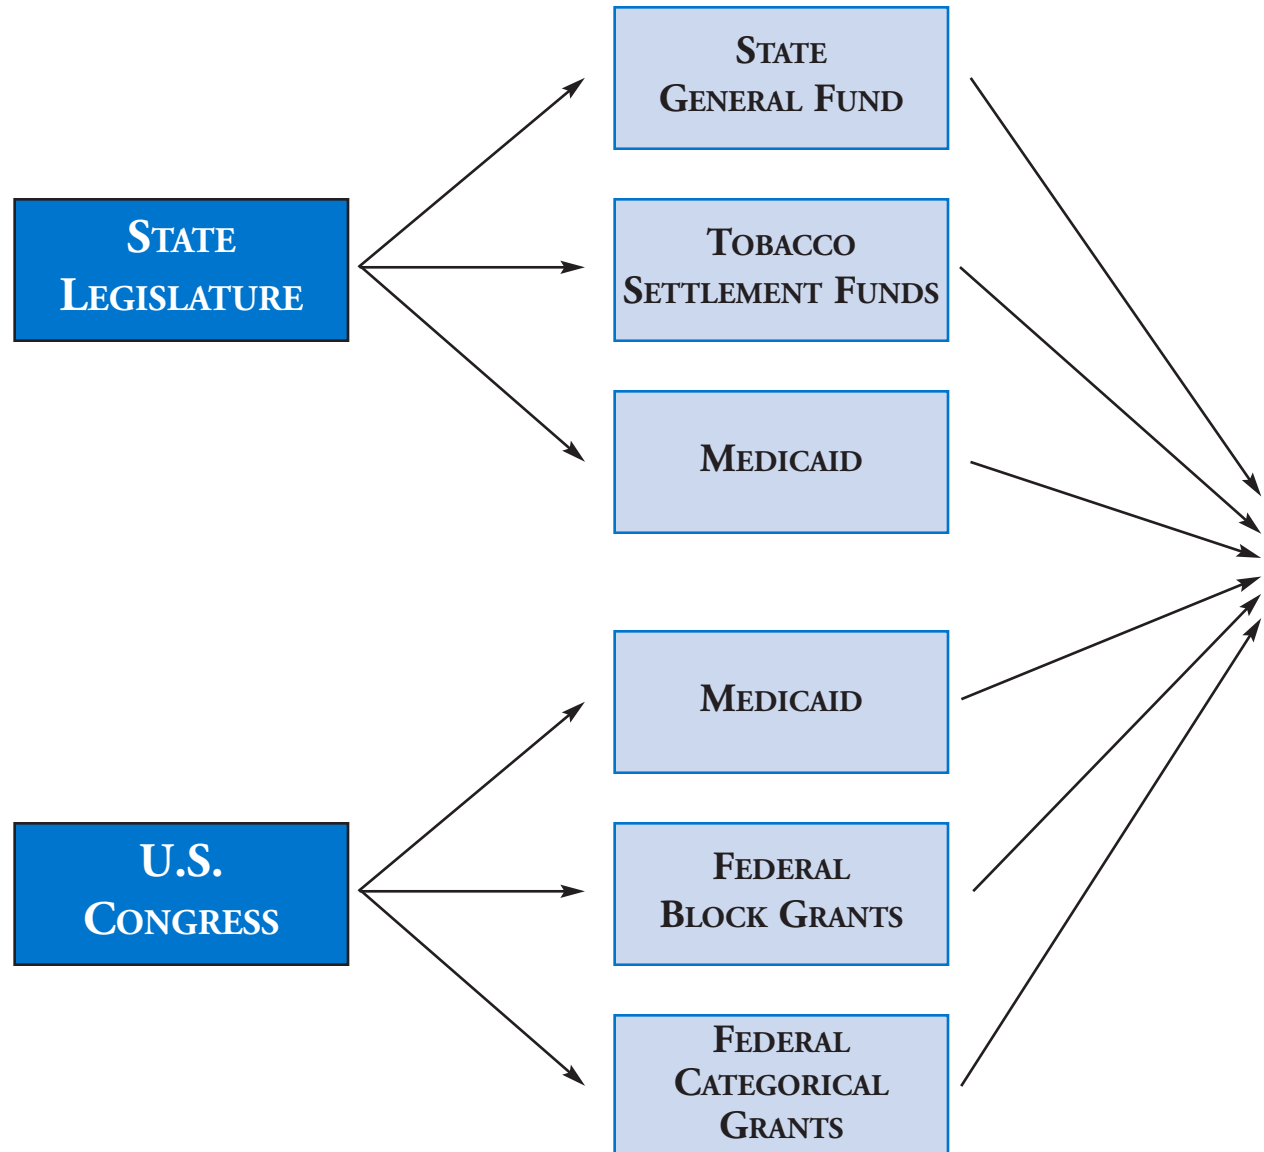 STATE
GENERAL FUND
STATE
LEGISLATURE
TOBACCO
SETTLEMENT FUNDS
MEDICAID
MEDICAID
U.S.
CONGRESS
FEDERAL
BLOCK GRANTS
FEDERAL
CATEGORICAL
GRANTS